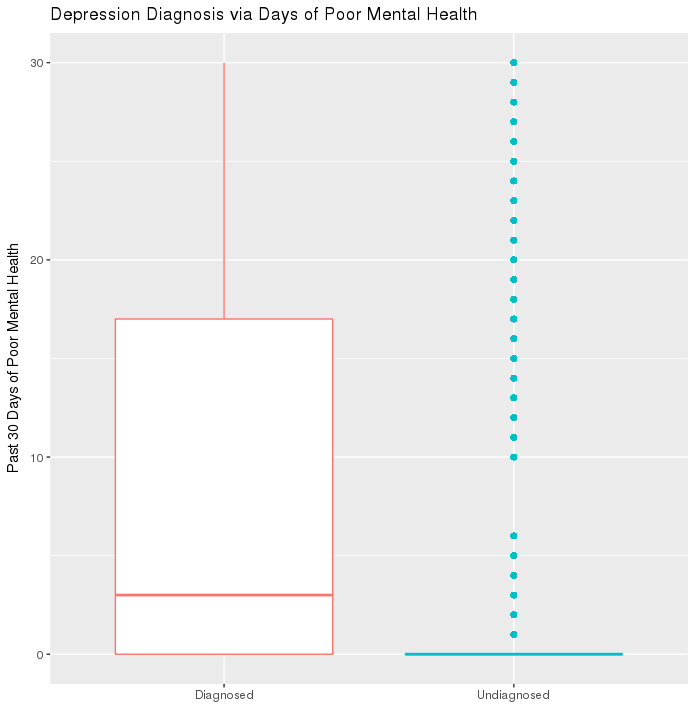 Depression Diagnosis via Days of Poor Mental Health
Past 30 Days of Poor Mental Health
30
20
10
0
Diagnosed
Undiagnosed